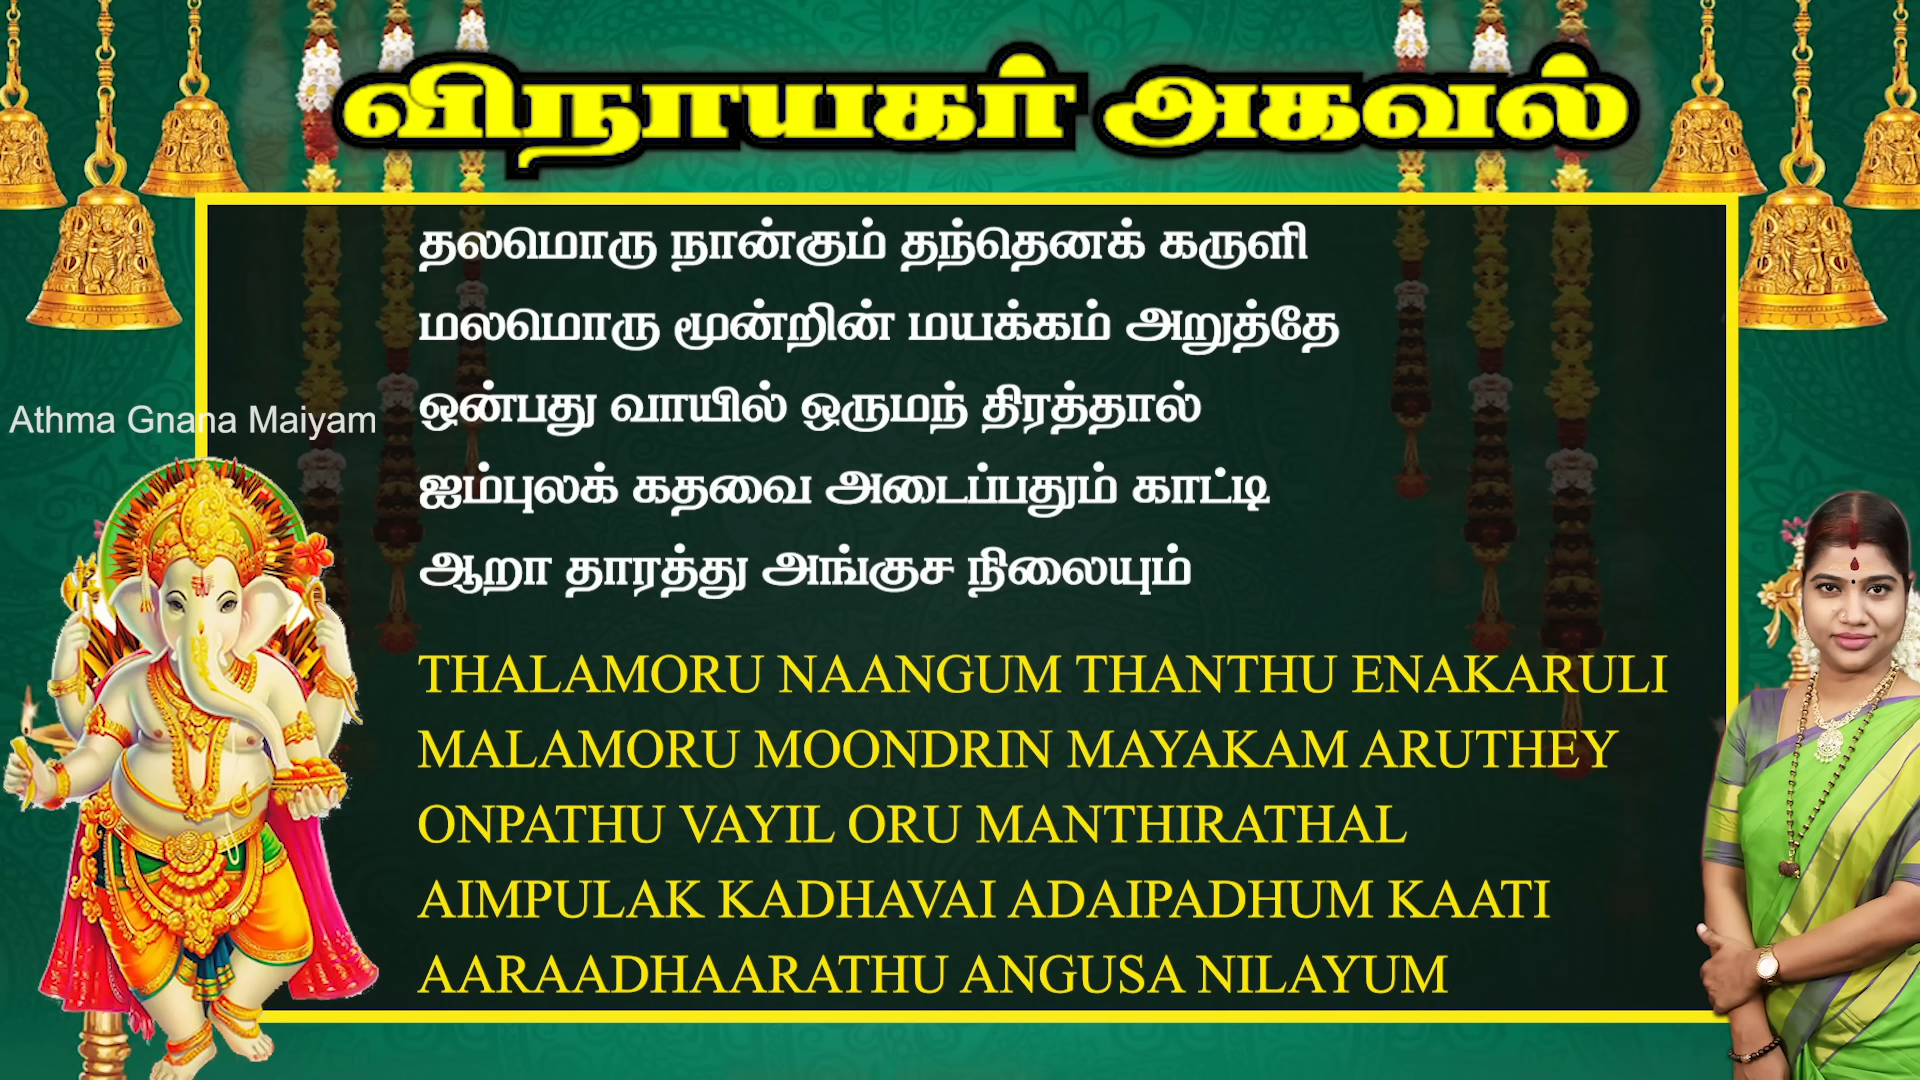 விநாயகர் அகவல்
தலமொரு நான்கும் தந்தெனக் கருளி
மலமொரு மூன்றின் மயக்கம் அறுத்தே
ஒன்பது வாயில் ஒருமந் திரத்தால்
ஐம்புலக் கதவை அடைப்பதும் காட்டி
ஆறா தாரத்து அங்குச நிலையும்
Athma Gnana Maiyam
THALAMORU NAANGUM THANTHU ENAKARULI
MALAMORU MOONDRIN MAYAKAM ARUTHEY
ONPATHU VAYIL ORU MANTHIRATHAL
AIMPULAK KADHAVAI ADAIPADHUM KAATI
AARAADHAARATHU ANGUSA NILAYUM